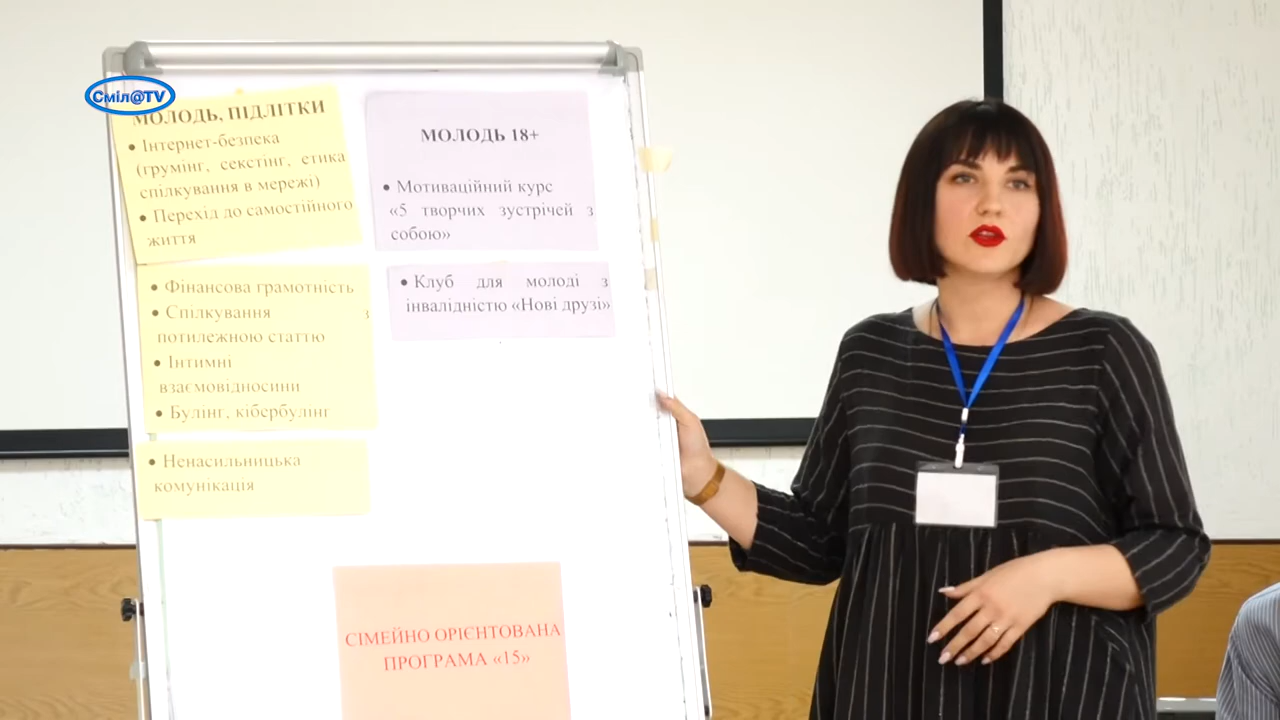 Сміл@TV
МОЛОДЬ, ПІДЛІТКИ
• Інтернет-безпека
(грумінг, секстінг, етика
спілкування в мережі)
• Перехід до самостійного
життя
• Фінансова грамотність
• Спілкування з
потилежною статтю
• Інтимні
взаємовідносини
• Булінг, кібербулінг
• Ненасильницька
комунікація
МОЛОДЬ 18+
• Мотиваційний курс
«5 творчих зустрічей з
собою»
• Клуб для молоді з
інвалідністю «Нові друзі»
СІМЕЙНО ОРІЄНТОВАНА
ПРОГРАМА «15»